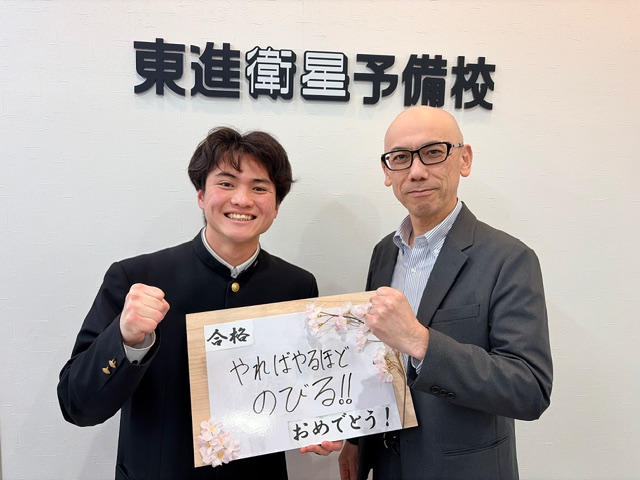 東進衛星予備校
合格
やればやるほど
のびる!!
おめでとう!